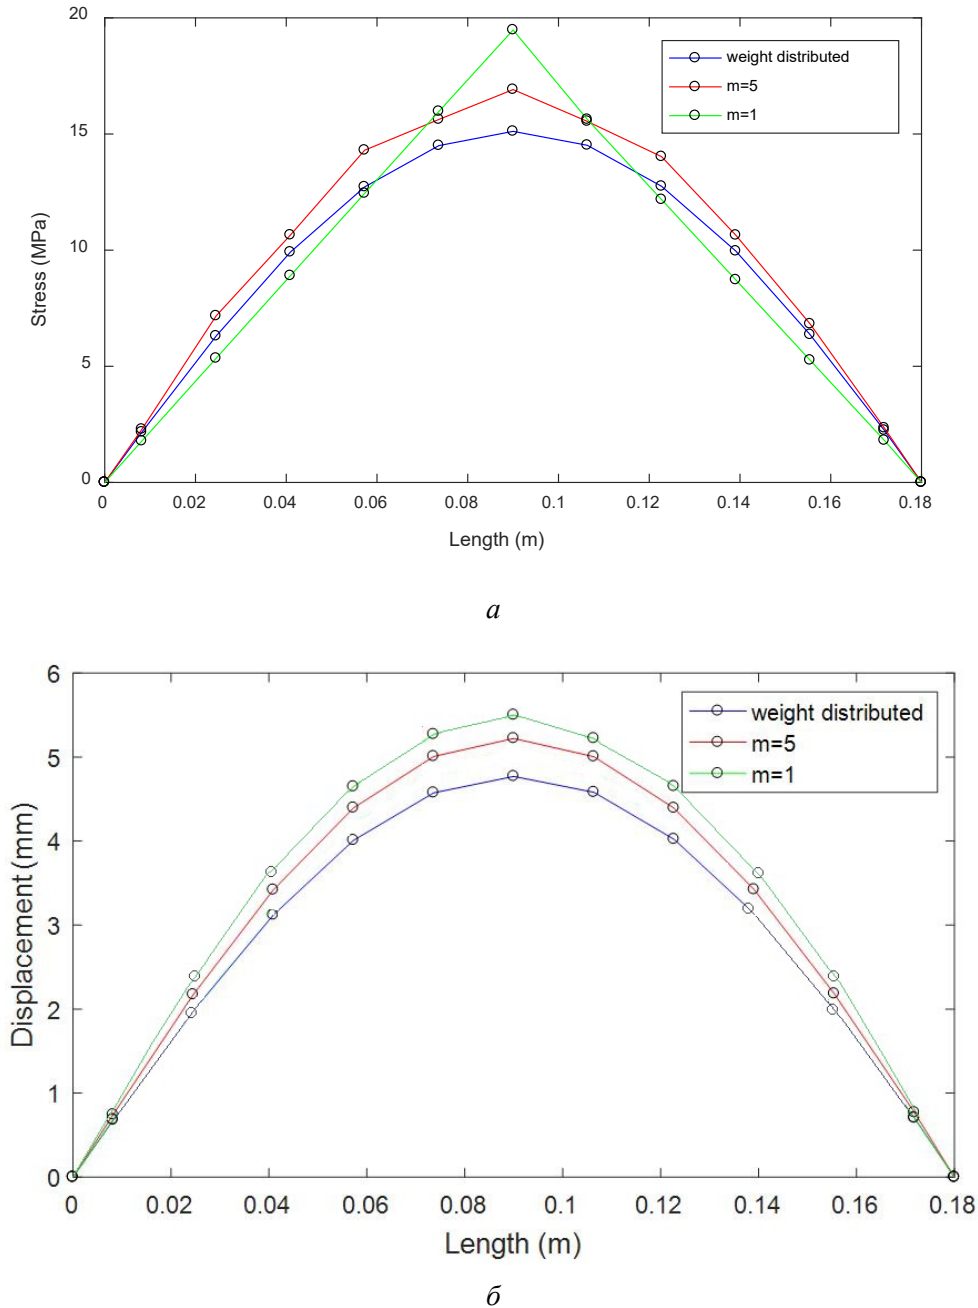 20
15
10
5
0
Stress (MPa)
weight distributed
m=5
m=1
0 0.02 0.04 0.06 0.08 0.1 0.12 0.14 0.16 0.18
Length (m)
а
6
5
4
3
2
1
0
Displacement (mm)
weight distributed
m=5
m=1
0 0.02 0.04 0.06 0.08 0.1 0.12 0.14 0.16 0.18
Length (m)
б